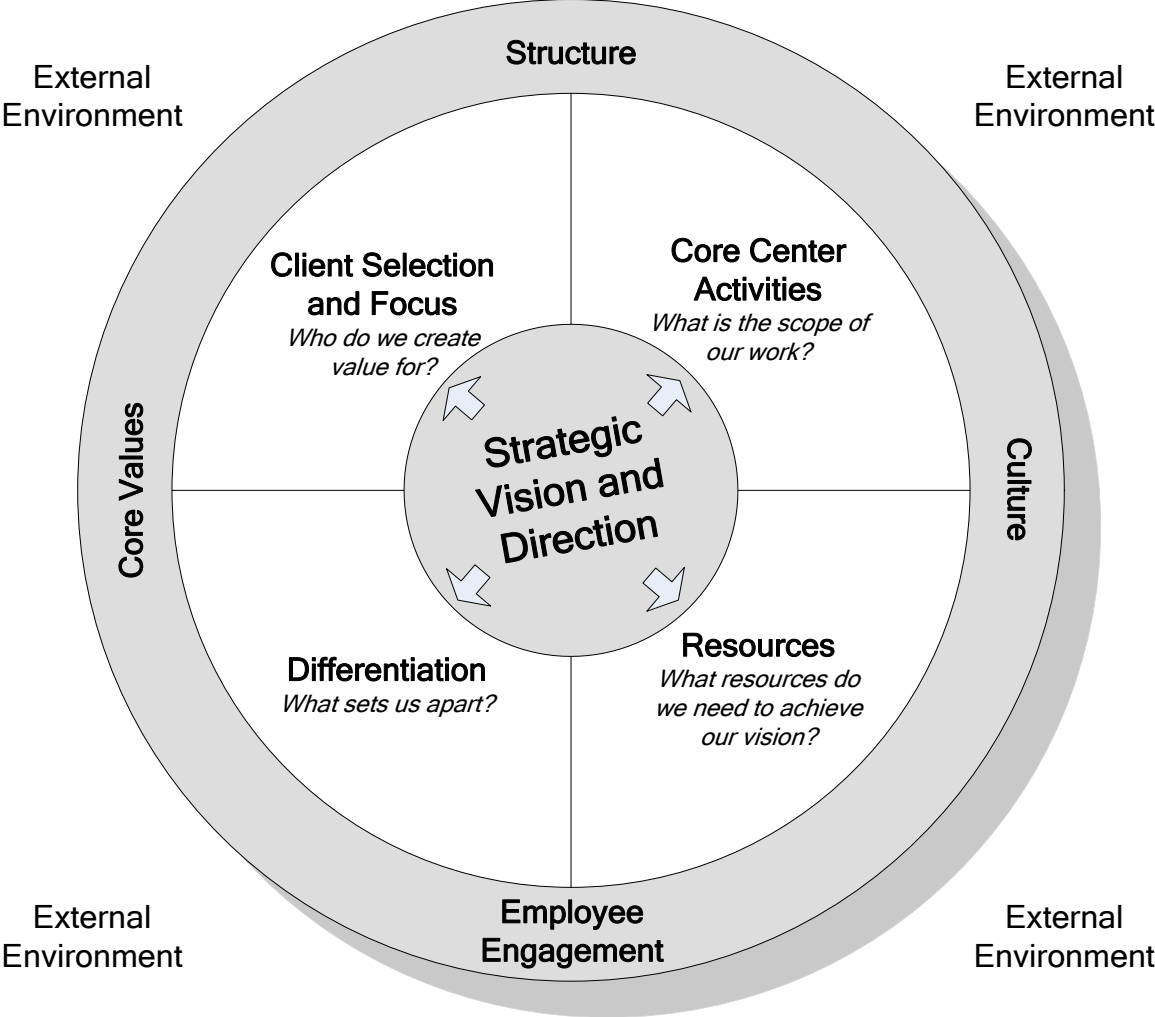 Structure
External
Environment
External
Environment
Client Selection
and Focus
Who do we create
value for?
Core Center
Activities
What is the scope of
our work?
Core Values
Strategic
Vision and
Direction
Culture
Differentiation
What sets us apart?
Resources
What resources do
we need to achieve
our vision?
External
Environment
Employee
Engagement
External
Environment